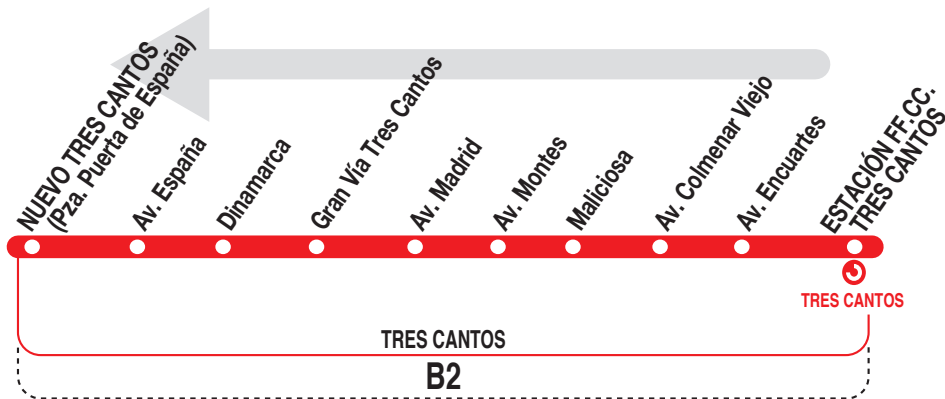 NUEVO TRES CANTOS
(Pza. Puerta de España)
Av. España
Dinamarca
Gran Vía Tres Cantos
Av. Madrid
Av. Montes
Maliciosa
Av. Colmenar Viejo
Av. Encuartes
ESTACIÓN FF.CC.
TRES CANTOS
TRES CANTOS
TRES CANTOS
B2